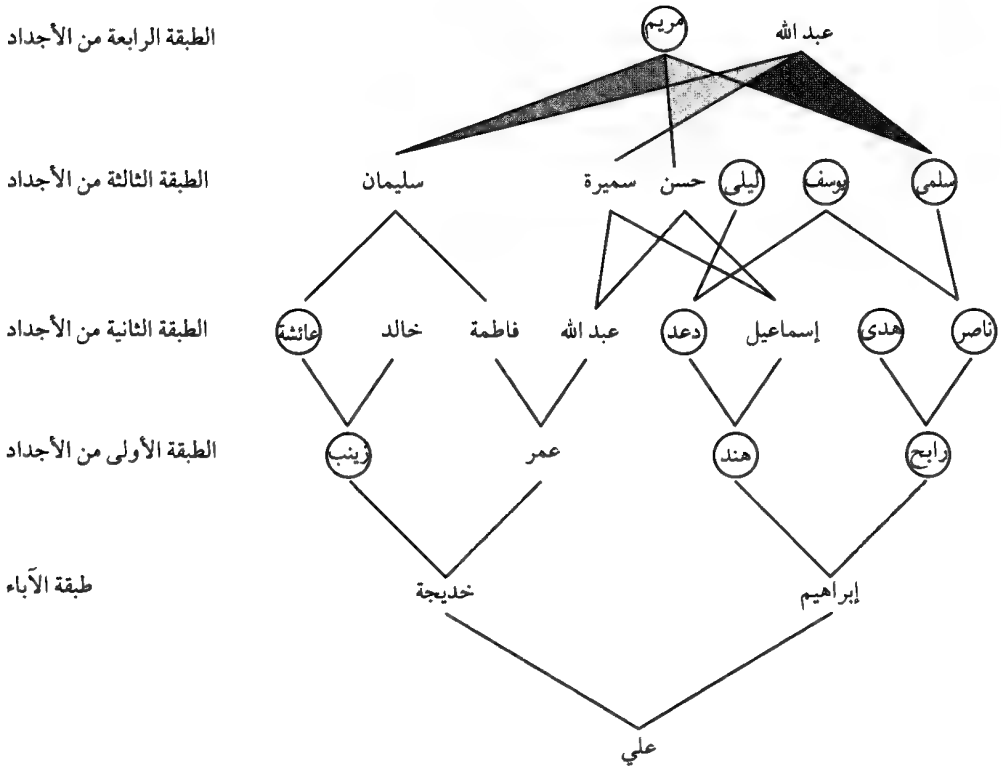 الطبقة الرابعة من الأجداد
عبد الله مريم
الطبقة الثالثة من الأجداد
سلمى يوسف ليلى حسن سميرة سليمان
الطبقة الثانية من الأجداد
ناصر هدى إسماعيل دعد عبد الله فاطمة خالد عائشة
الطبقة الأولى من الأجداد
رابح هند عمر زينب
طبقة الآباء
إبراهيم خديجة
علي